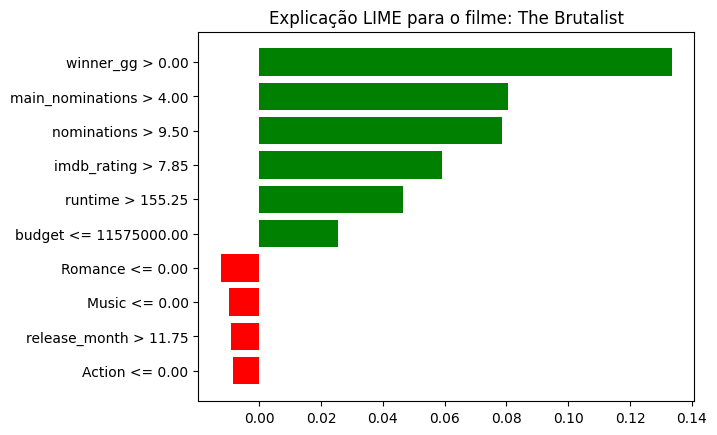 Explicação LIME para o filme: The Brutalist
winner_gg > 0.00
main_nominations > 4.00
nominations > 9.50
imdb_rating > 7.85
runtime > 155.25
budget <= 11575000.00
Romance <= 0.00
Music <= 0.00
release_month > 11.75
Action <= 0.00
0.00 0.02 0.04 0.06 0.08 0.10 0.12 0.14